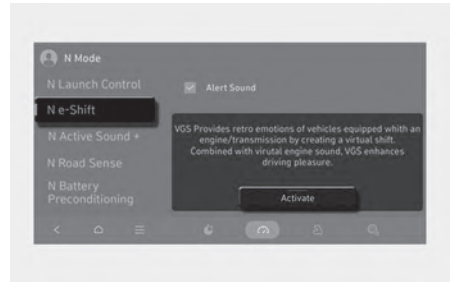 N Mode
N Launch Control
Alert Sound
N e-Shift
N Active Sound +
VGS Provides retro emotions of vehicles equipped whith an
engine/transmission by creating a virtual shift.
Combined with virutal engine sound, VGS enhances
driving pleasure.
N Road Sense
N Battery
Preconditioning
Activate